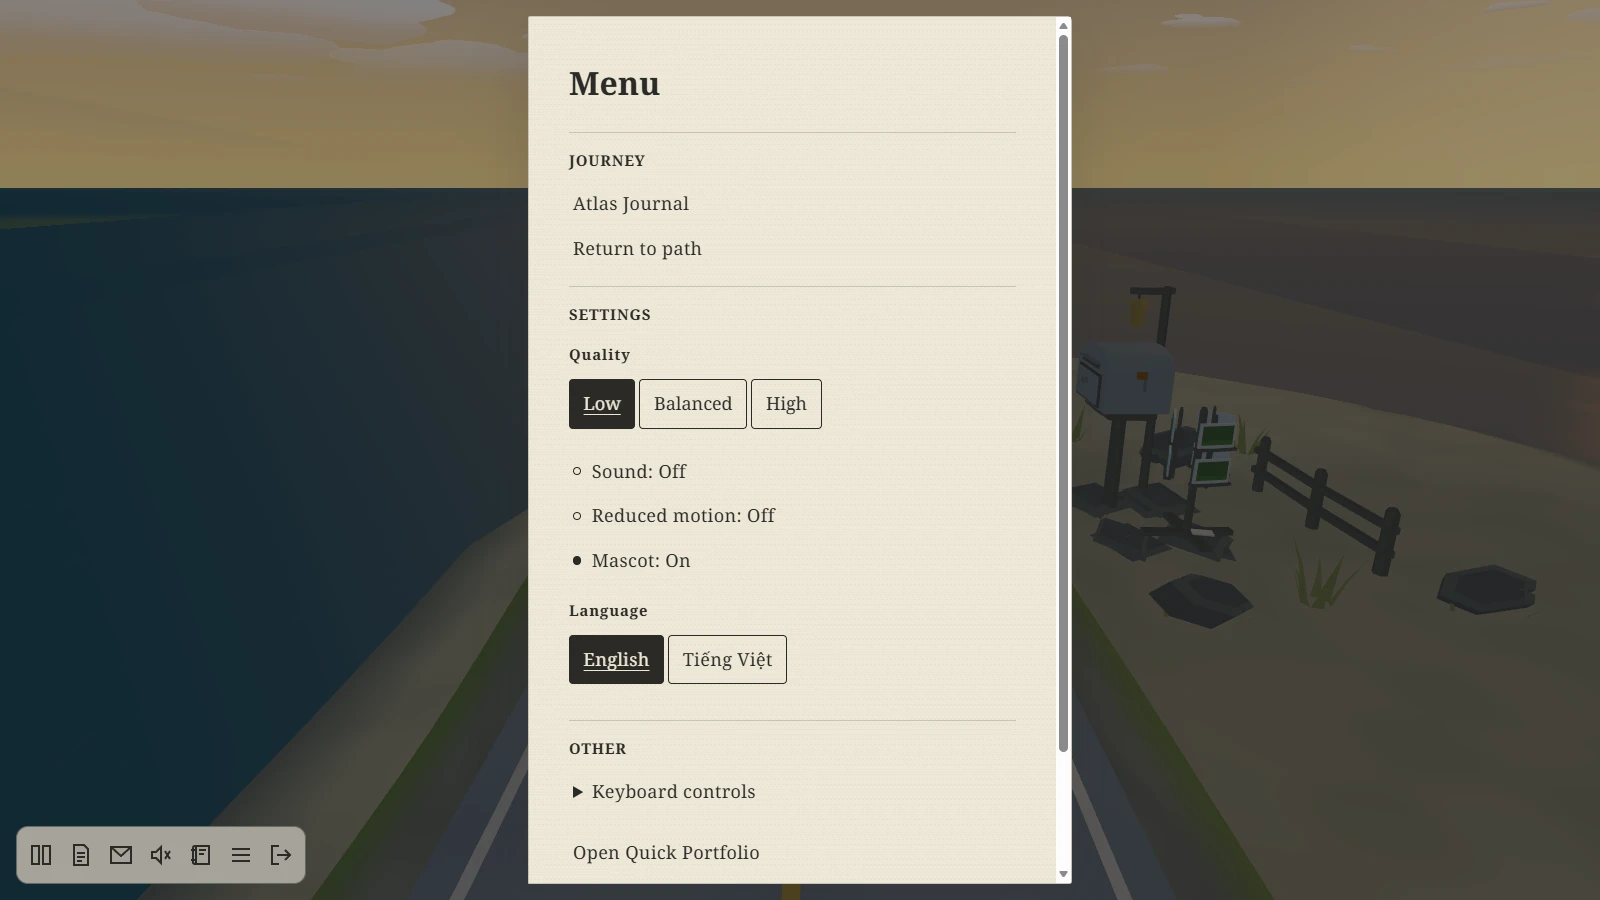 Menu
JOURNEY
Atlas Journal
Return to path
SETTINGS
Quality
Low Balanced High
Sound: Off
Reduced motion: Off
Mascot: On
Language
English Tiếng Việt
OTHER
Keyboard controls
Open Quick Portfolio